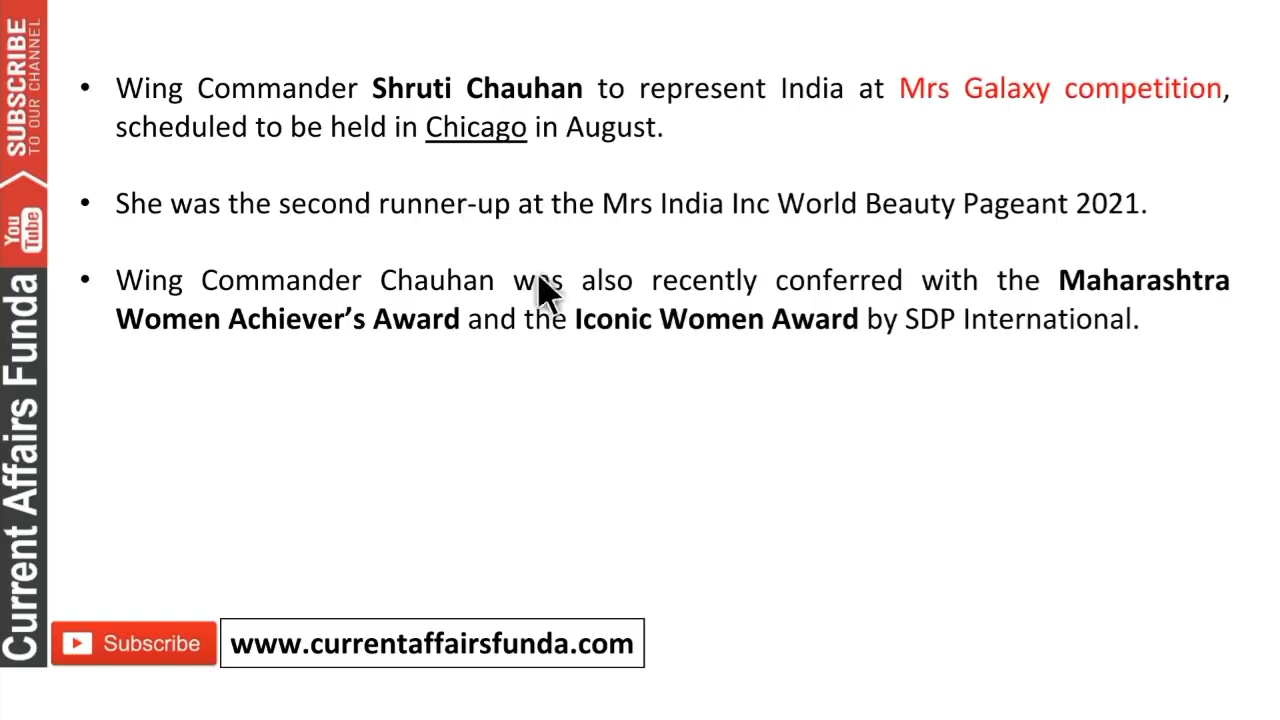 SUBSCRIBE
TO OUR CHANNEL
You
Tube
Current Affairs Funda
• Wing Commander Shruti Chauhan to represent India at Mrs Galaxy competition,
scheduled to be held in Chicago in August.
• She was the second runner-up at the Mrs India Inc World Beauty Pageant 2021.
• Wing Commander Chauhan was also recently conferred with the Maharashtra
Women Achiever’s Award and the Iconic Women Award by SDP International.
Subscribe
www.currentaffairsfunda.com